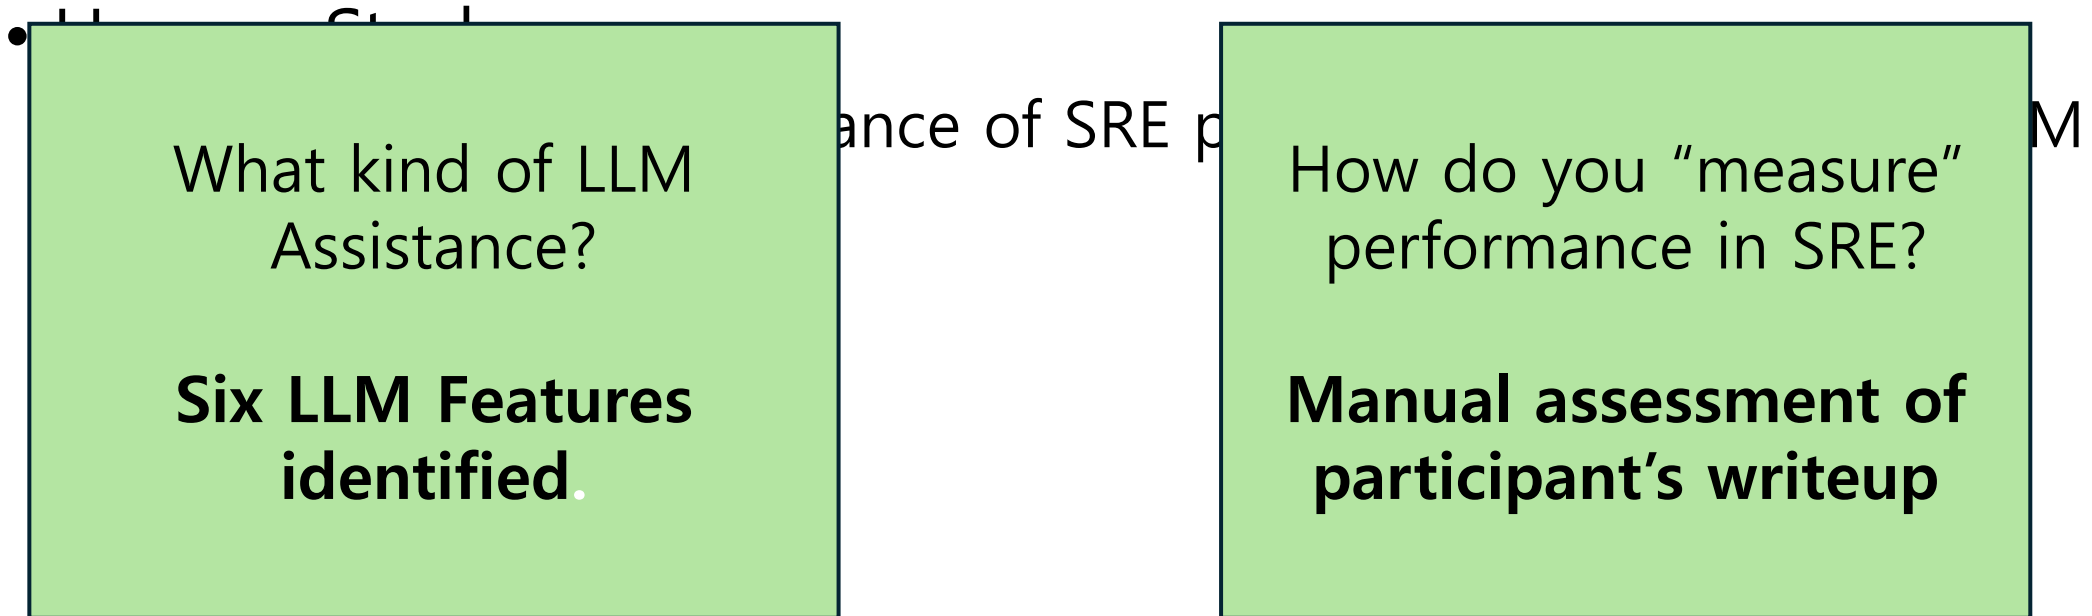 ance of SRE p
M
What kind of LLM
Assistance?
Six LLM Features
identified.
How do you “measure”
performance in SRE?
Manual assessment of
participant’s writeup